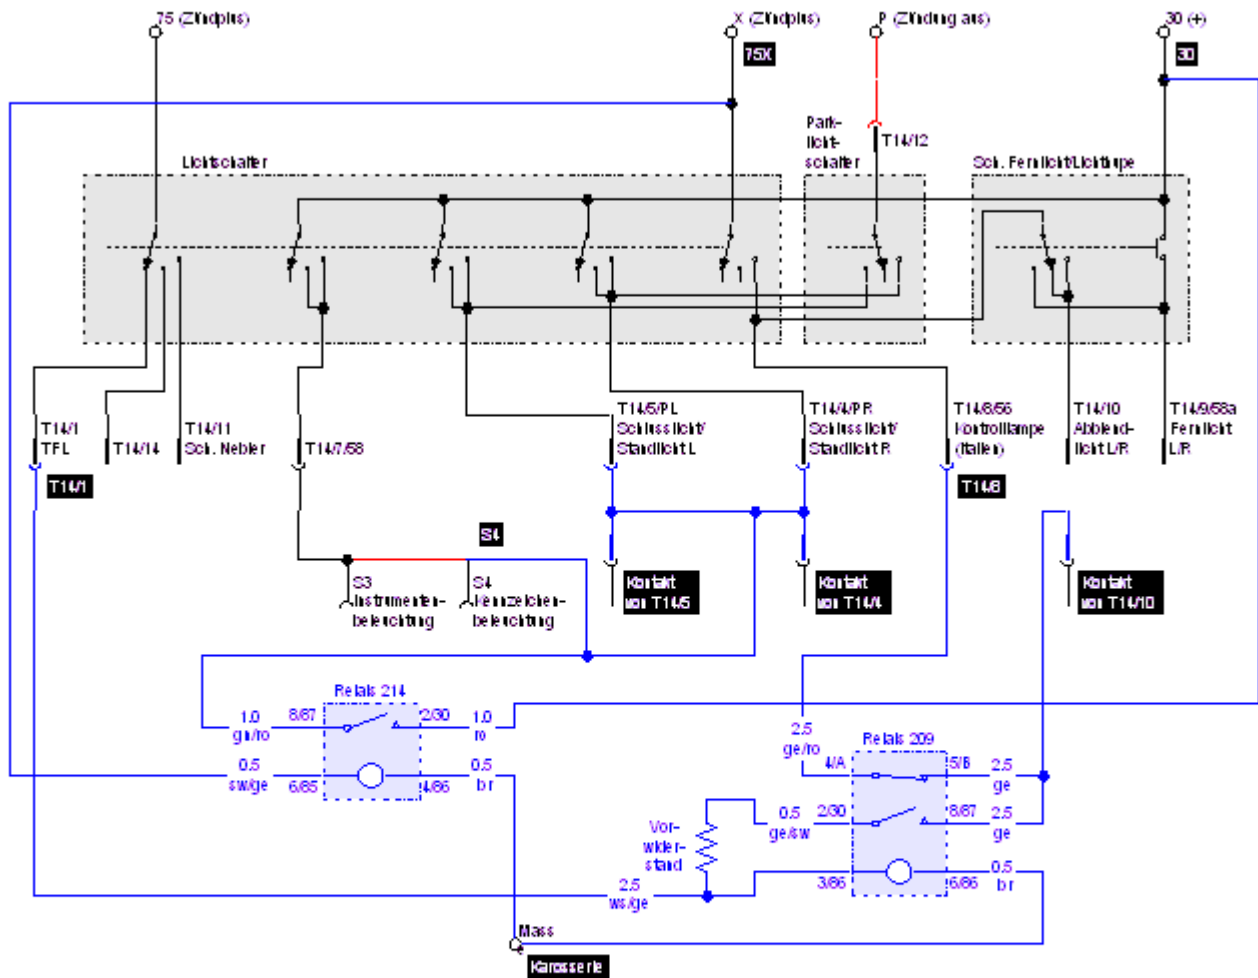 75 (Zündplus)
X (Zündplus)
P (Zündung aus)
30 (+)
75X
30
Park-
licht-
schalter
T14/12
Lichtschalter
Sch. Fernlicht/Lichthupe
T14/1
TFL
T14/14
T14/11
Sch. Nebler
T14/7/58
T14/5/PL
Schlusslicht/
Standlicht L
T14/4/PR
Schlusslicht/
Standlicht R
T14/8/56
Kontrolllampe
(Italien)
T14/10
Abblend-
licht L/R
T14/9/58a
Fernlicht
L/R
T14/1
T14/8
S4
S3
Instrumenten-
beleuchtung
S4
Kennzeichen-
beleuchtung
Kontakt
von T14/5
Kontakt
von T14/4
Kontakt
von T14/10
Relais 214
1.0
gn/ro
8/87
2/30
1.0
ro
0.5
sw/ge
6/85
4/86
0.5
br
2.5
ge/ro
Relais 209
4/A
5/B
2.5
ge
0.5
ge/sw
2/30
8/87
2.5
ge
Vor-
wider-
stand
3/86
6/86
0.5
br
2.5
ws/ge
Mass
Karosserie